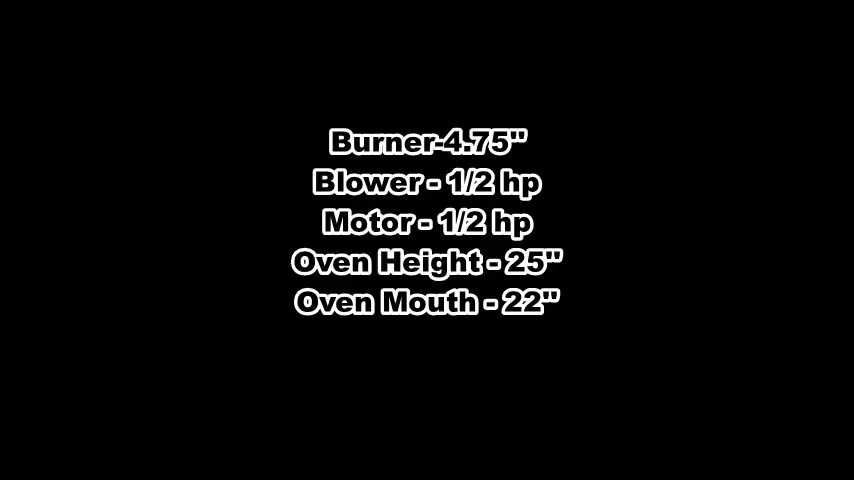 Burner-4.75"
Blower - 1/2 hp
Motor - 1/2 hp
Oven Height - 25"
Oven Mouth - 22"